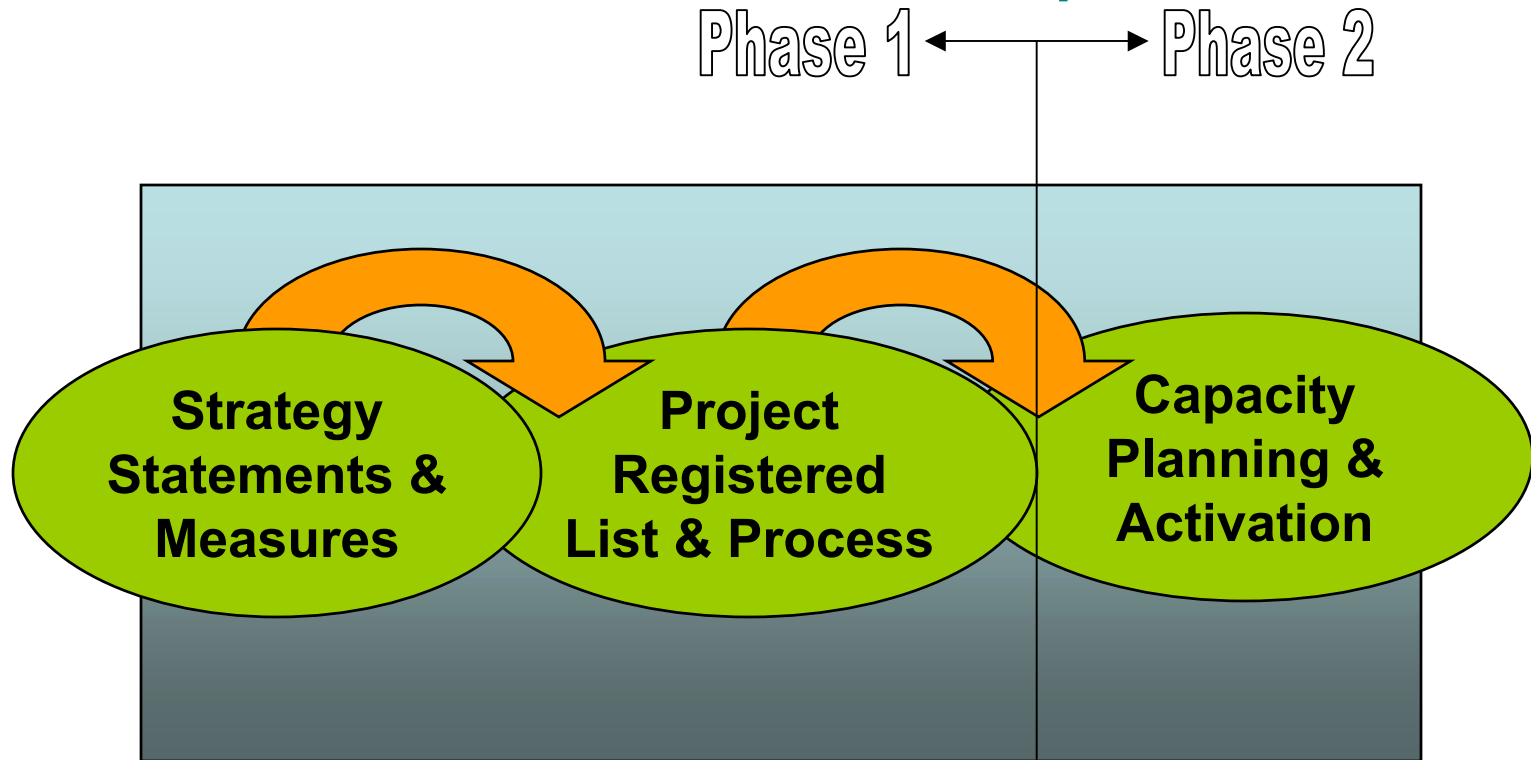 Phase 1
Phase 2
Strategy
Statements &
Measures
Project
Registered
List & Process
Capacity
Planning &
Activation